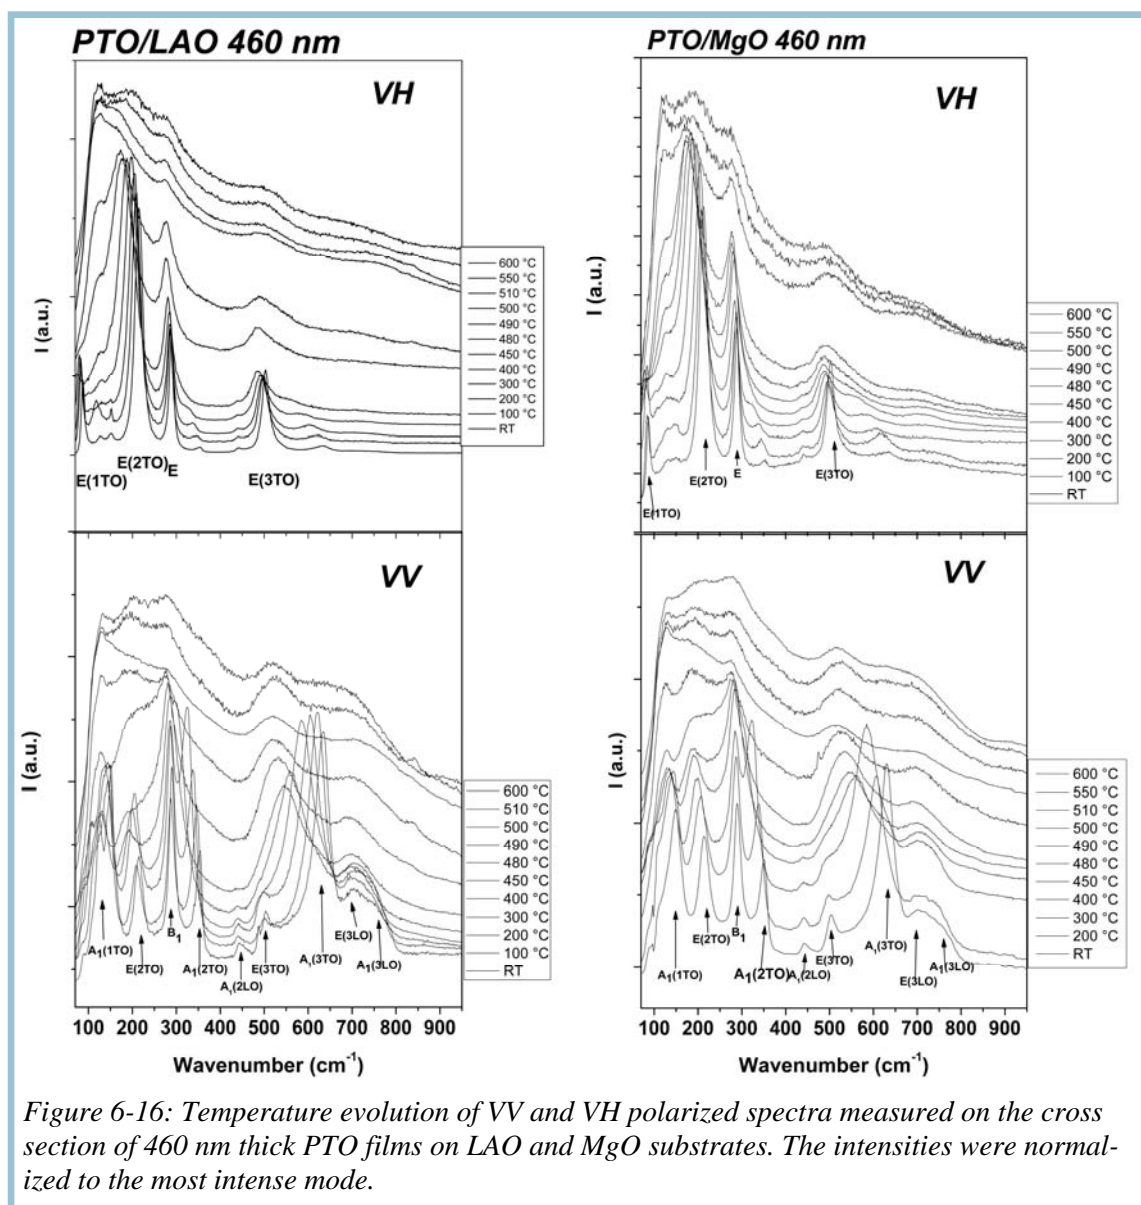 PTO/LAO 460 nm
VH
I (a.u.)
600 °C
550 °C
510 °C
500 °C
490 °C
480 °C
450 °C
400 °C
300 °C
200 °C
100 °C
RT
E(1TO)
E(2TO)
E
E(3TO)
PTO/MgO 460 nm
VH
I (a.u.)
600 °C
550 °C
500 °C
490 °C
480 °C
450 °C
400 °C
300 °C
200 °C
100 °C
RT
E(1TO)
E(2TO)
E
E(3TO)
VV
I (a.u.)
600 °C
510 °C
500 °C
490 °C
480 °C
450 °C
400 °C
300 °C
200 °C
100 °C
RT
A1(1TO)
E(2TO)
B1
A1(2TO)
A1(2LO)
E(3TO)
A1(3TO)
E(3LO)
A1(3LO)
100 200 300 400 500 600 700 800 900
Wavenumber (cm-1)
VV
I (a.u.)
600 °C
550 °C
510 °C
500 °C
490 °C
480 °C
450 °C
400 °C
300 °C
200 °C
RT
A1(1TO)
E(2TO)
B1
A1(2TO)
A1(2LO)
E(3TO)
A1(3TO)
E(3LO)
A1(3LO)
100 200 300 400 500 600 700 800 900
Wavenumber (cm-1)
Figure 6-16: Temperature evolution of VV and VH polarized spectra measured on the cross
section of 460 nm thick PTO films on LAO and MgO substrates. The intensities were normal-
ized to the most intense mode.